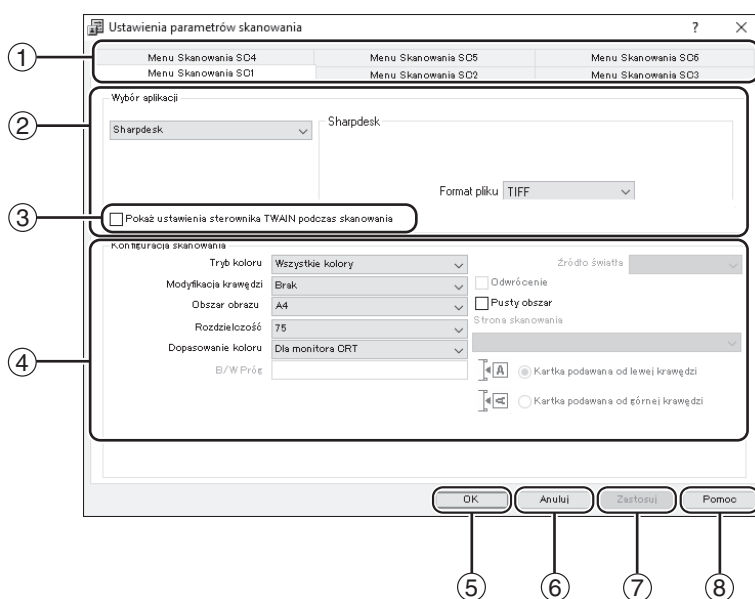 Ustawienia parametrów skanowania
?
①
Menu Skanowania SC4
Menu Skanowania SC5
Menu Skanowania SC6
Menu Skanowania SC1
Menu Skanowania SC2
Menu Skanowania SC3
②
Wybór aplikacji
Sharpdesk
Sharpdesk
Format pliku TIFF
③
Pokaż ustawienia sterownika TWAIN podczas skanowania
④
Konfiguracja skanowania
Tryb koloru Wszystkie kolory
Źródło światła
Modyfikacja krawędzi Brak
Odwrócenie
Obszar obrazu A4
Pusty obszar
Rozdzielczość 75
Strona skanowania
Dopasowanie koloru Dla monitora CRT
B/W Próg
A Kartka podawana od lewej krawędzi
A Kartka podawana od górnej krawędzi
OK
Anuluj
Zastosuj
Pomoc
⑤
⑥
⑦
⑧